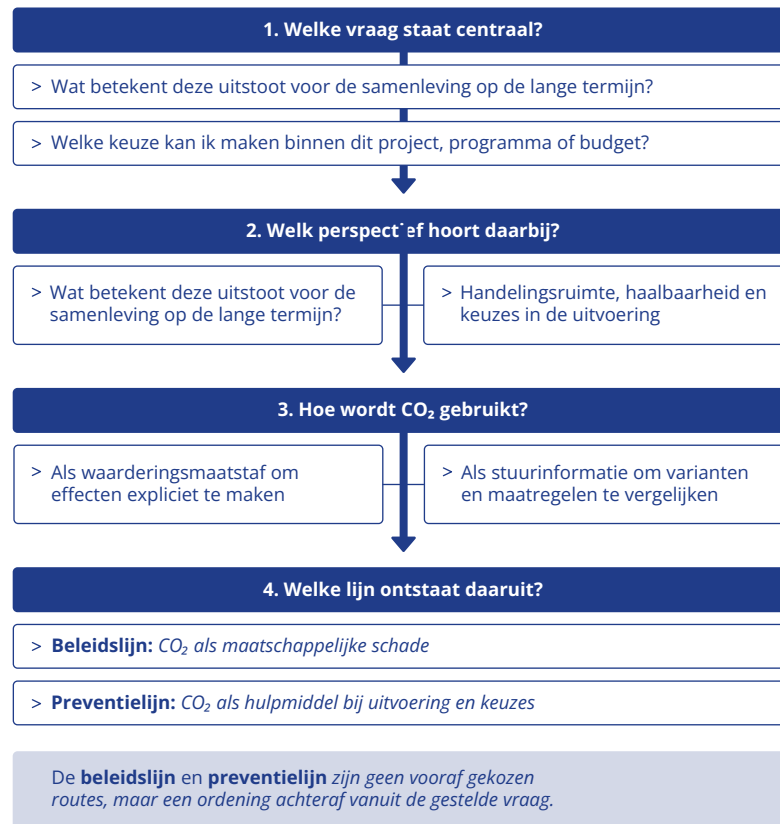 1. Welke vraag staat centraal?
> Wat betekent deze uitstoot voor de samenleving op de lange termijn?
> Welke keuze kan ik maken binnen dit project, programma of budget?
2. Welk perspectief hoort daarbij?
> Wat betekent deze uitstoot voor de
samenleving op de lange termijn?
> Handelingsruimte, haalbaarheid en
keuzes in de uitvoering
3. Hoe wordt CO₂ gebruikt?
> Als waarderingsmaatstaf om
effecten expliciet te maken
> Als stuurinformatie om varianten
en maatregelen te vergelijken
4. Welke lijn ontstaat daaruit?
> Beleidslijn: CO₂ als maatschappelijke schade
> Preventielijn: CO₂ als hulpmiddel bij uitvoering en keuzes
De beleidslijn en preventielijn zijn geen vooraf gekozen
routes, maar een ordening achteraf vanuit de gestelde vraag.